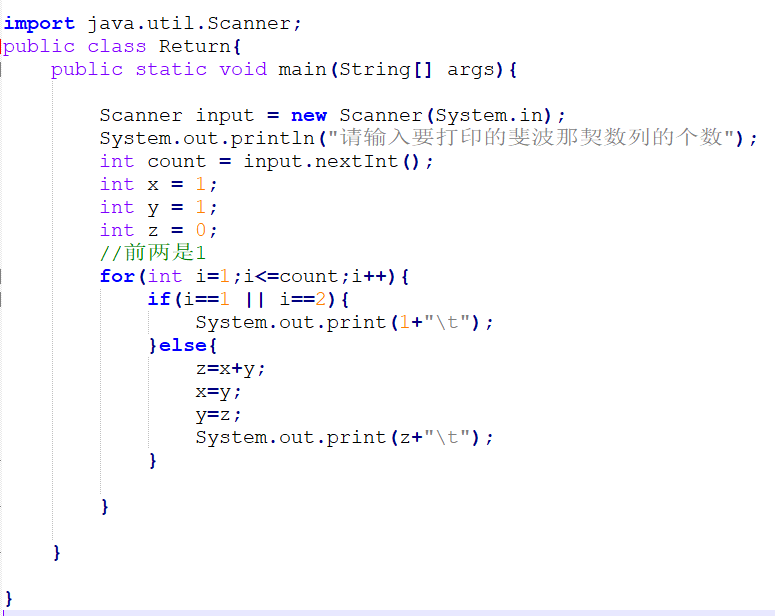 import java.util.Scanner;
public class Return{
    public static void main(String[] args){
        Scanner input = new Scanner(System.in);
        System.out.println("请输入要打印的斐波那契数列的个数");
        int count = input.nextInt();
        int x = 1;
        int y = 1;
        int z = 0;
        //前两是1
        for(int i=1;i<=count;i++){
            if(i==1 || i==2){
                System.out.print(1+"\t");
            }else{
                z=x+y;
                x=y;
                y=z;
                System.out.print(z+"\t");
            }
        }
    }
}